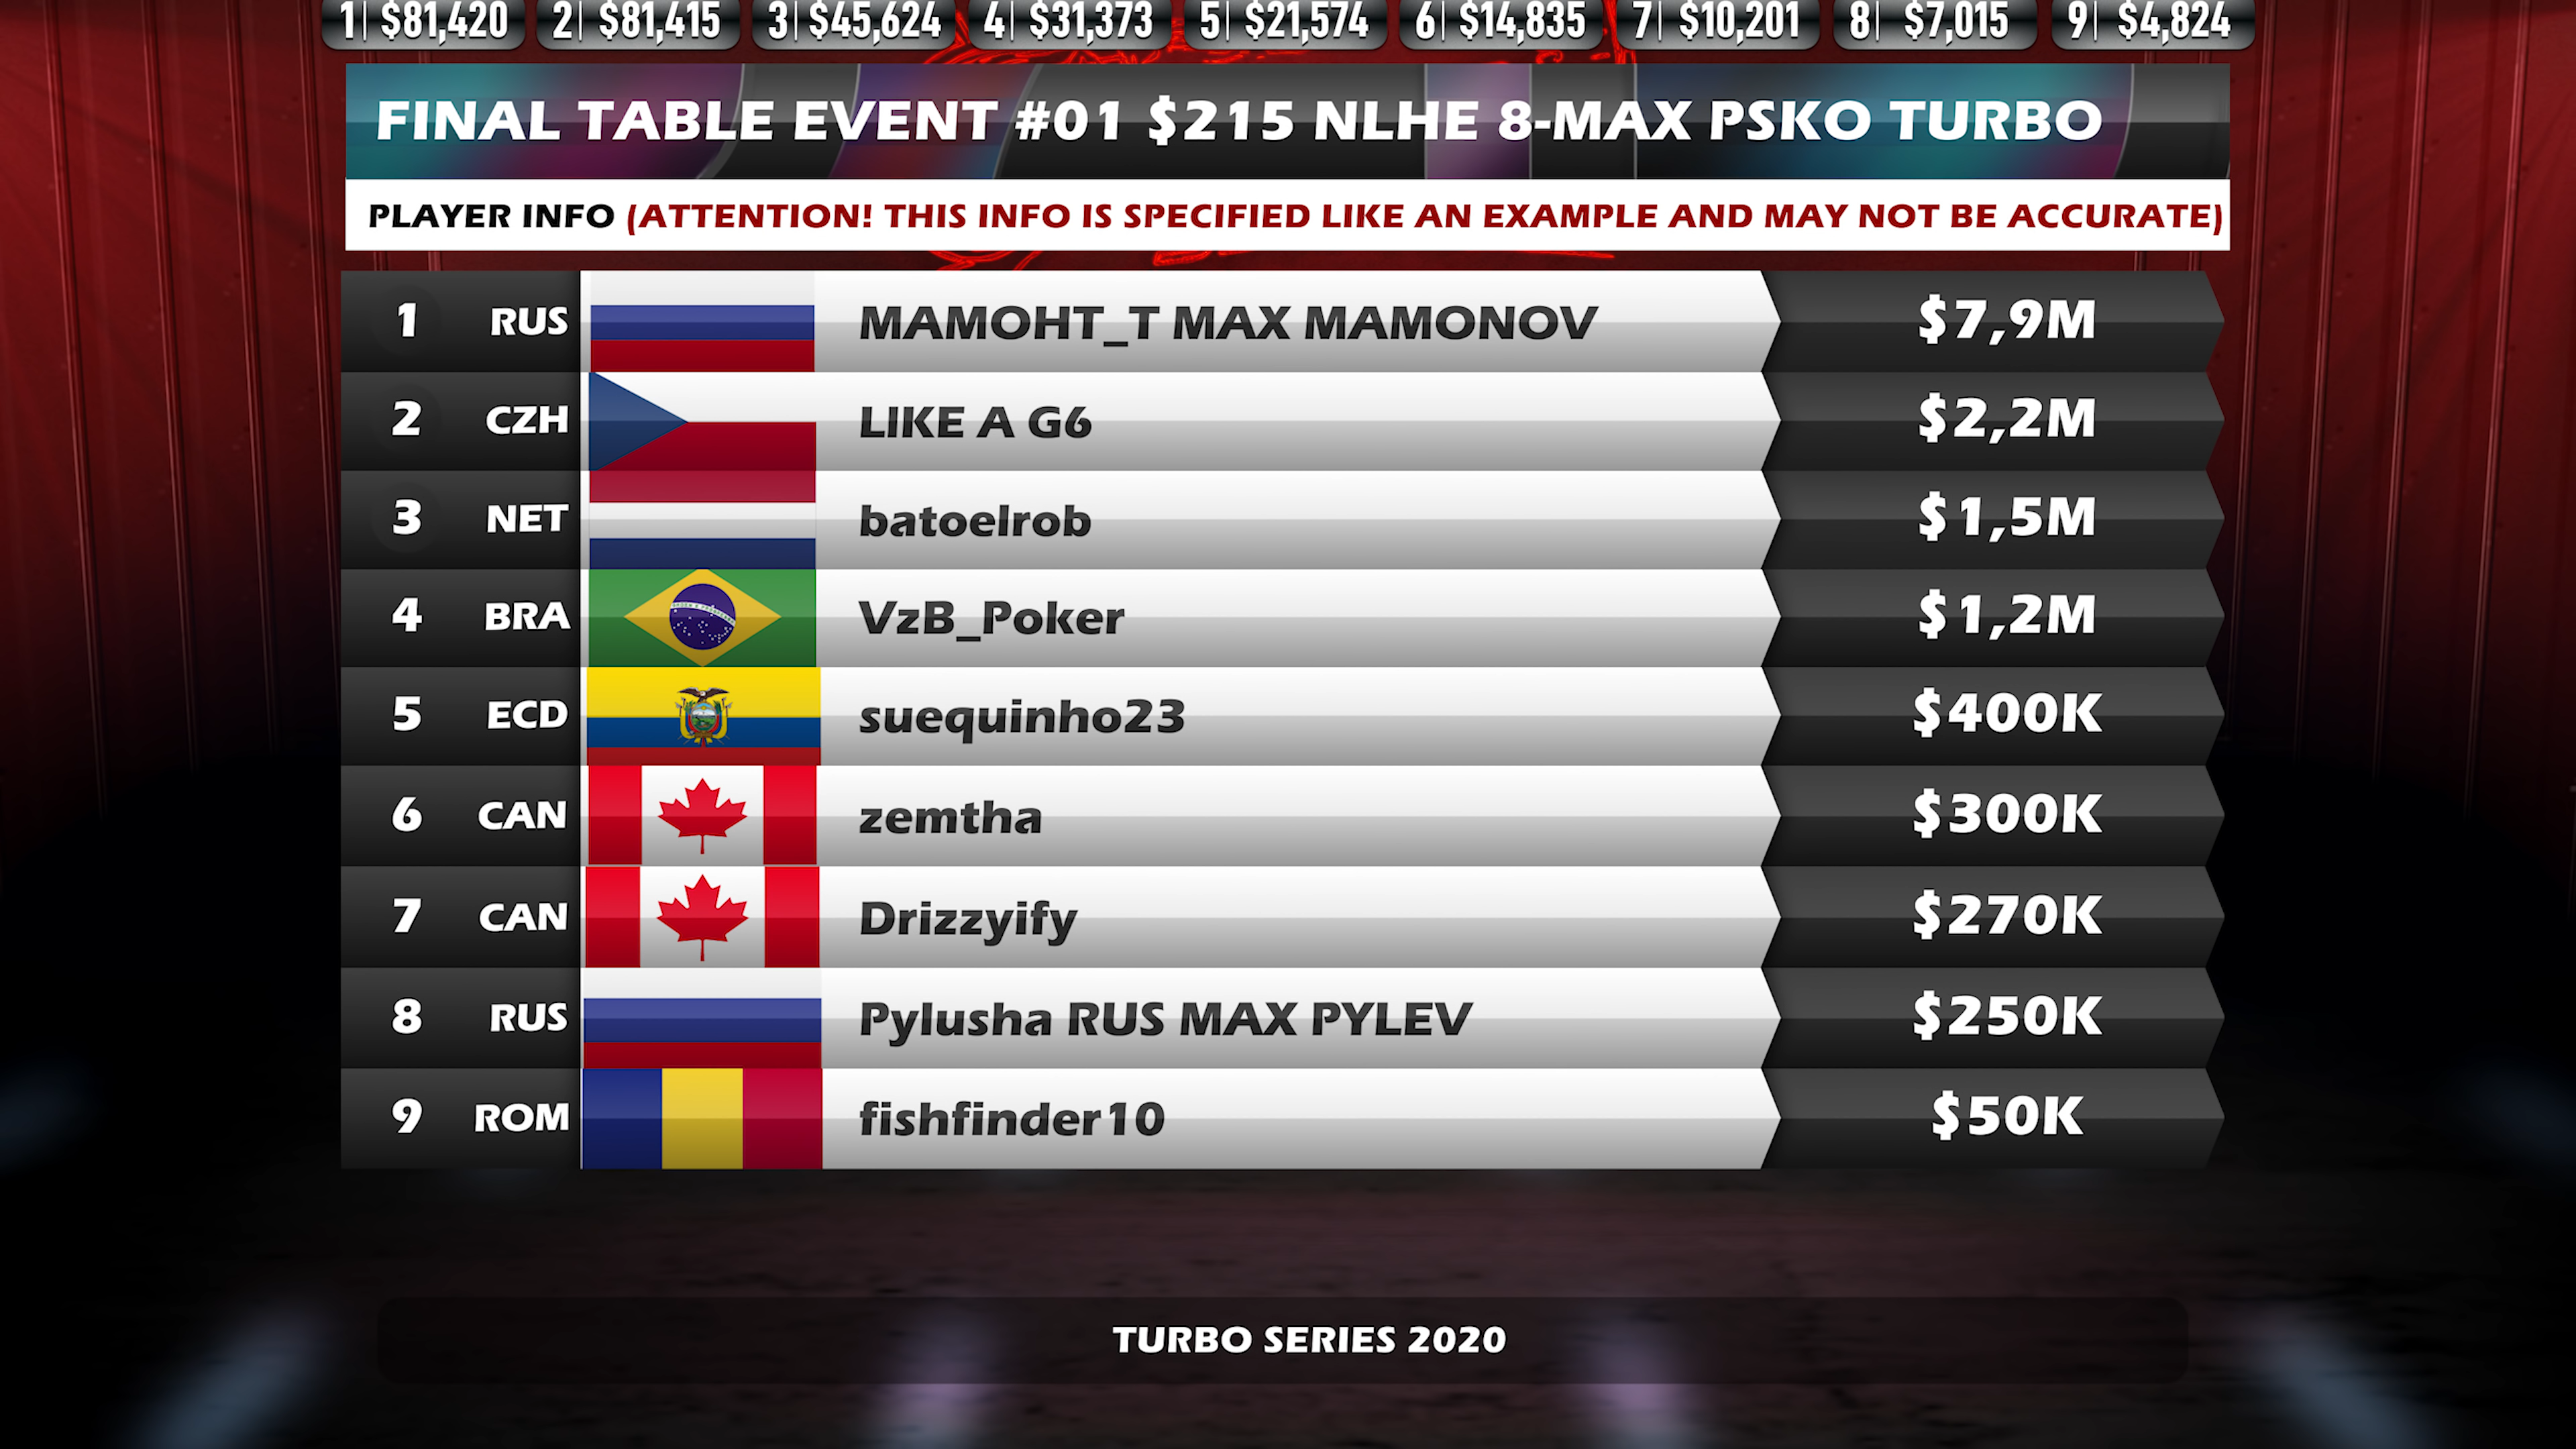 1| $81,420 2| $81,415 3| $45,624 4| $31,373 5| $21,574 6| $14,835 7| $10,201 8| $7,015 9| $4,824
FINAL TABLE EVENT #01 $215 NLHE 8-MAX PSKO TURBO
PLAYER INFO (ATTENTION! THIS INFO IS SPECIFIED LIKE AN EXAMPLE AND MAY NOT BE ACCURATE)
1 RUS MAMOHT_T MAX MAMONOV $7,9M
2 CZH LIKE A G6 $2,2M
3 NET batoelrob $1,5M
4 BRA VzB_Poker $1,2M
5 ECD suequinho23 $400K
6 CAN zemtha $300K
7 CAN Drizzyify $270K
8 RUS Pylusha RUS MAX PYLEV $250K
9 ROM fishfinder10 $50K
TURBO SERIES 2020